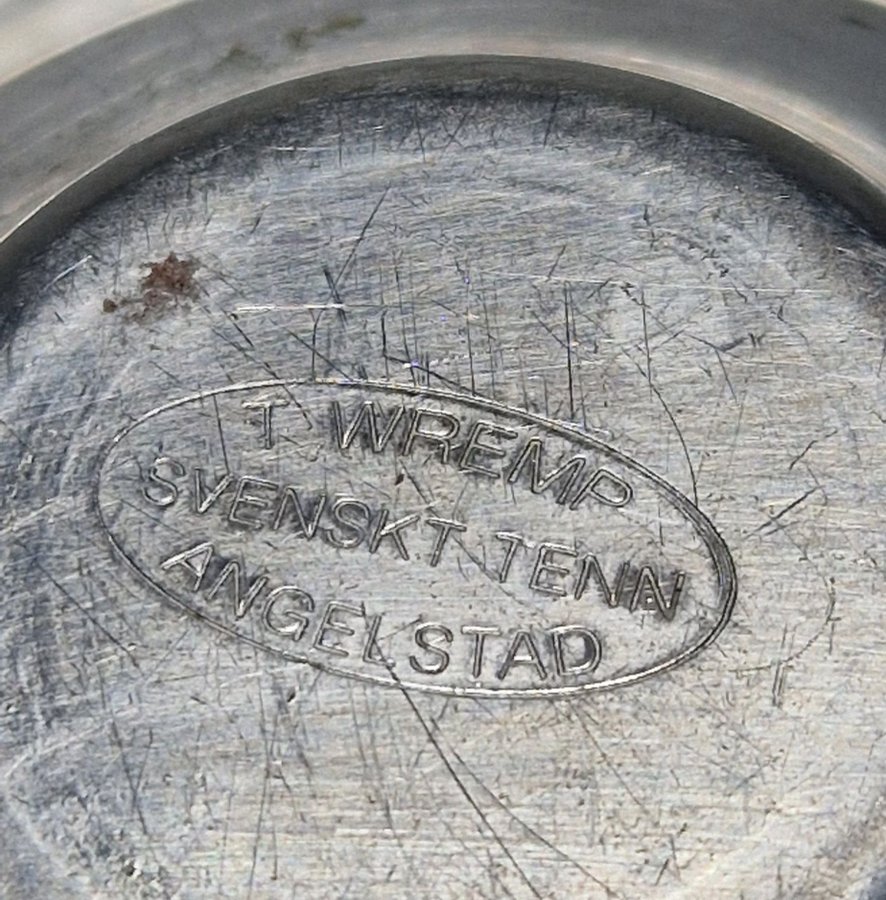 T. WREMP
SVENSKT TENN
ANGELSTAD